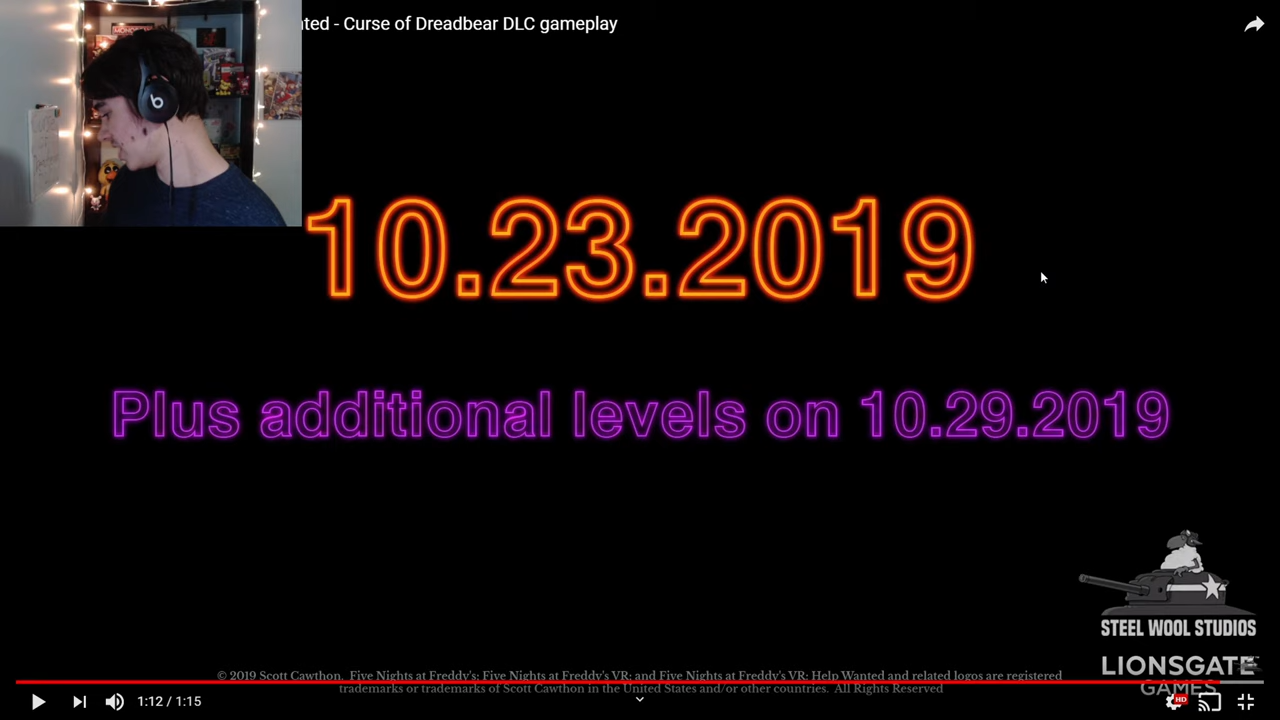 nted - Curse of Dreadbear DLC gameplay
10.23.2019
Plus additional levels on 10.29.2019
STEEL WOOL STUDIOS
LIONSGATE
GAMES
© 2019 Scott Cawthon. Five Nights at Freddy's; Five Nights at Freddy's VR; and Five Nights at Freddy's VR: Help Wanted and related logos are registered
trademarks or trademarks of Scott Cawthon in the United States and/or other countries. All Rights Reserved
1:12 / 1:15
HD